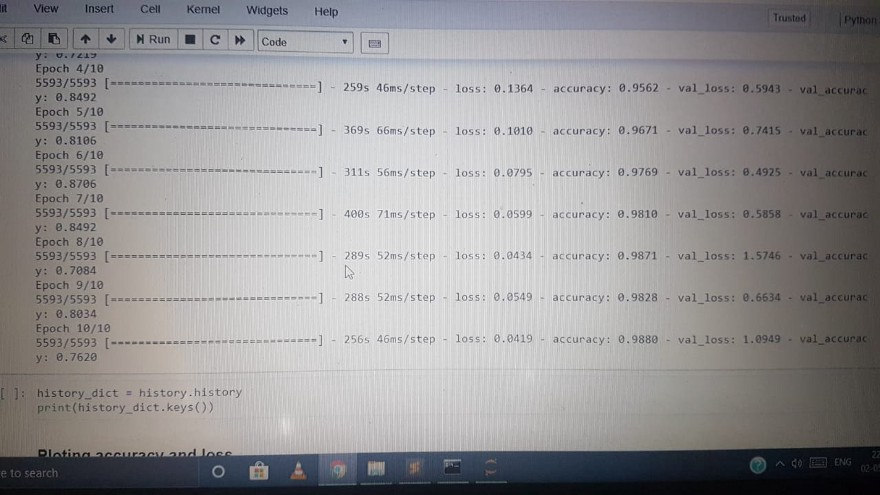 View Insert Cell Kernel Widgets Help
Trusted
Python
Run
Code
y: 0.7219
Epoch 4/10
5593/5593 [==============================] - 259s 46ms/step - loss: 0.1364 - accuracy: 0.9562 - val_loss: 0.5943 - val_accurac
y: 0.8492
Epoch 5/10
5593/5593 [==============================] - 369s 66ms/step - loss: 0.1010 - accuracy: 0.9671 - val_loss: 0.7415 - val_accurac
y: 0.8106
Epoch 6/10
5593/5593 [==============================] - 311s 56ms/step - loss: 0.0795 - accuracy: 0.9769 - val_loss: 0.4925 - val_accurac
y: 0.8706
Epoch 7/10
5593/5593 [==============================] - 400s 71ms/step - loss: 0.0599 - accuracy: 0.9810 - val_loss: 0.5858 - val_accurac
y: 0.8492
Epoch 8/10
5593/5593 [==============================] - 289s 52ms/step - loss: 0.0434 - accuracy: 0.9871 - val_loss: 1.5746 - val_accurac
y: 0.7084
Epoch 9/10
5593/5593 [==============================] - 288s 52ms/step - loss: 0.0549 - accuracy: 0.9828 - val_loss: 0.6634 - val_accurac
y: 0.8034
Epoch 10/10
5593/5593 [==============================] - 256s 46ms/step - loss: 0.0419 - accuracy: 0.9880 - val_loss: 1.0949 - val_accurac
y: 0.7620
[ ]: history_dict = history.history
print(history_dict.keys())
Ploting accuracy and loss
e to search
ENG